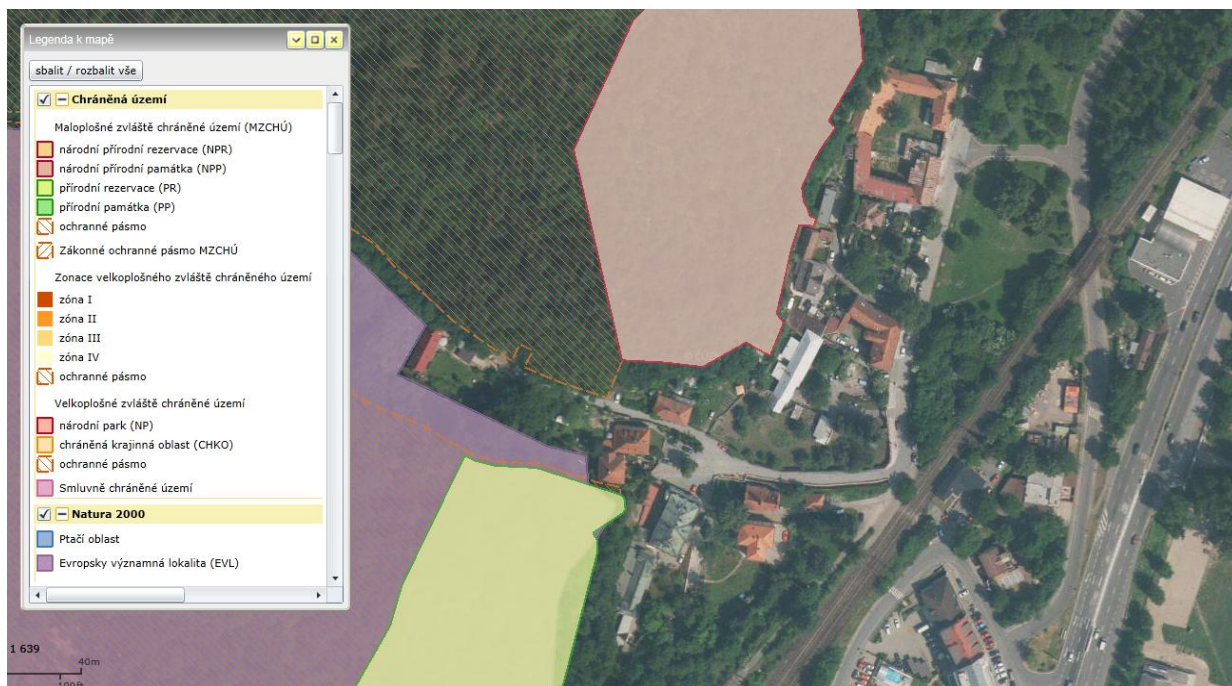 Legenda k mapě
sbalit / rozbalit vše
Chráněná území
Maloplošné zvláště chráněné území (MZCHÚ)
národní přírodní rezervace (NPR)
národní přírodní památka (NPP)
přírodní rezervace (PR)
přírodní památka (PP)
ochranné pásmo
Zákonné ochranné pásmo MZCHÚ
Zonace velkoplošného zvláště chráněného území
zóna I
zóna II
zóna III
zóna IV
ochranné pásmo
Velkoplošné zvláště chráněné území
národní park (NP)
chráněná krajinná oblast (CHKO)
ochranné pásmo
Smluvně chráněné území
Natura 2000
Ptačí oblast
Evropsky významná lokalita (EVL)
1 639
40m
100ft